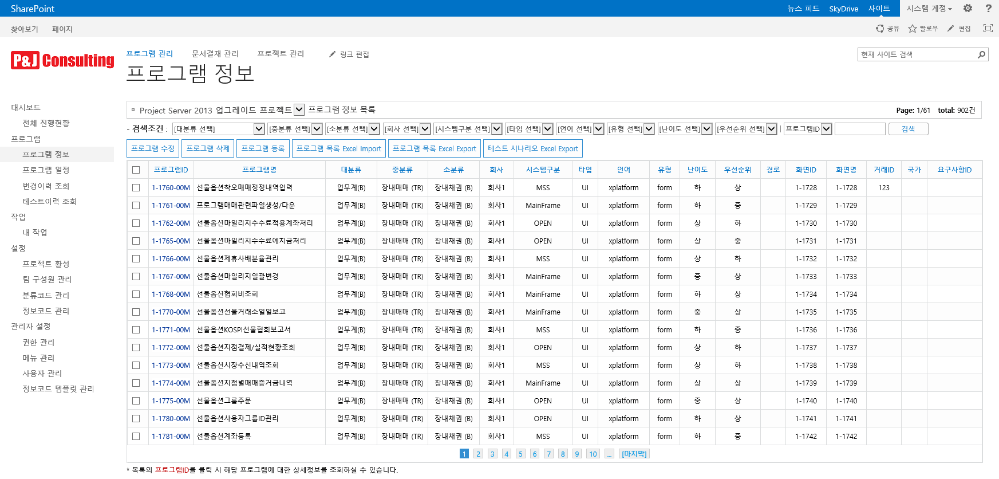 SharePoint
뉴스 피드 SkyDrive 사이트 시스템 계정 ?
찾아보기 페이지
공유 팔로우 편집
P&J Consulting
프로그램 관리 문서결재 관리 프로젝트 관리 링크 편집
현재 사이트 검색
프로그램 정보
대시보드
전체 진행현황
프로그램
프로그램 정보
프로그램 일정
변경이력 조회
테스트이력 조회
작업
내 작업
설정
프로젝트 활성
팀 구성원 관리
분류코드 관리
정보코드 관리
관리자 설정
권한 관리
메뉴 관리
사용자 관리
정보코드 템플릿 관리
Project Server 2013 업그레이드 프로젝트 프로그램 정보 목록
Page: 1/61 total: 902건
- 검색조건 : [대분류 선택] [중분류 선택] [소분류 선택] [회사 선택] [시스템구분 선택] [타입 선택] [언어 선택] [유형 선택] [난이도 선택] [우선순위 선택] | 프로그램ID 검색
프로그램 수정 프로그램 삭제 프로그램 등록 프로그램 목록 Excel Import 프로그램 목록 Excel Export 테스트 시나리오 Excel Export
프로그램ID 프로그램명 대분류 중분류 소분류 회사 시스템구분 타입 언어 유형 난이도 우선순위 경로 화면ID 화면명 거래ID 국가 요구사항ID
1-1760-00M 선물옵션착오매매정정내역입력 업무계(B) 장내매매 (TR) 장내채권 (B) 회사1 MSS UI xplatform form 하 상 1-1728 1-1728 123
1-1761-00M 프로그램매매관련파일생성/다운 업무계(B) 장내매매 (TR) 장내채권 (B) 회사1 MainFrame UI xplatform form 하 중 1-1729 1-1729
1-1762-00M 선물옵션마일리지수수료적용계좌처리 업무계(B) 장내매매 (TR) 장내채권 (B) 회사1 OPEN UI xplatform form 상 하 1-1730 1-1730
1-1765-00M 선물옵션마일리지수수료예치금처리 업무계(B) 장내매매 (TR) 장내채권 (B) 회사1 OPEN UI xplatform form 상 중 1-1731 1-1731
1-1766-00M 선물옵션제휴사배분율관리 업무계(B) 장내매매 (TR) 장내채권 (B) 회사1 MSS UI xplatform form 상 하 1-1732 1-1732
1-1767-00M 선물옵션마일리지일괄변경 업무계(B) 장내매매 (TR) 장내채권 (B) 회사1 MainFrame UI xplatform form 중 상 1-1733 1-1733
1-1768-00M 선물옵션협회비조회 업무계(B) 장내매매 (TR) 장내채권 (B) 회사1 MainFrame UI xplatform form 하 상 1-1734 1-1734
1-1770-00M 선물옵션선물거래소일일보고 업무계(B) 장내매매 (TR) 장내채권 (B) 회사1 MainFrame UI xplatform form 중 상 1-1735 1-1735
1-1771-00M 선물옵션KOSPI선물협회보고서 업무계(B) 장내매매 (TR) 장내채권 (B) 회사1 MSS UI xplatform form 하 중 1-1736 1-1736
1-1772-00M 선물옵션지점결제/실적현황조회 업무계(B) 장내매매 (TR) 장내채권 (B) 회사1 OPEN UI xplatform form 상 하 1-1737 1-1737
1-1773-00M 선물옵션시장수신내역조회 업무계(B) 장내매매 (TR) 장내채권 (B) 회사1 MSS UI xplatform form 상 하 1-1738 1-1738
1-1774-00M 선물옵션지점별매매증거금내역 업무계(B) 장내매매 (TR) 장내채권 (B) 회사1 MainFrame UI xplatform form 상 하 1-1739 1-1739
1-1775-00M 선물옵션그룹주문 업무계(B) 장내매매 (TR) 장내채권 (B) 회사1 OPEN UI xplatform form 중 상 1-1740 1-1740
1-1780-00M 선물옵션사용자그룹ID관리 업무계(B) 장내매매 (TR) 장내채권 (B) 회사1 OPEN UI xplatform form 하 상 1-1741 1-1741
1-1781-00M 선물옵션계좌등록 업무계(B) 장내매매 (TR) 장내채권 (B) 회사1 MSS UI xplatform form 하 중 1-1742 1-1742
1 2 3 4 5 6 7 8 9 10 ... [마지막]
* 목록의 프로그램ID를 클릭 시 해당 프로그램에 대한 상세정보를 조회하실 수 있습니다.